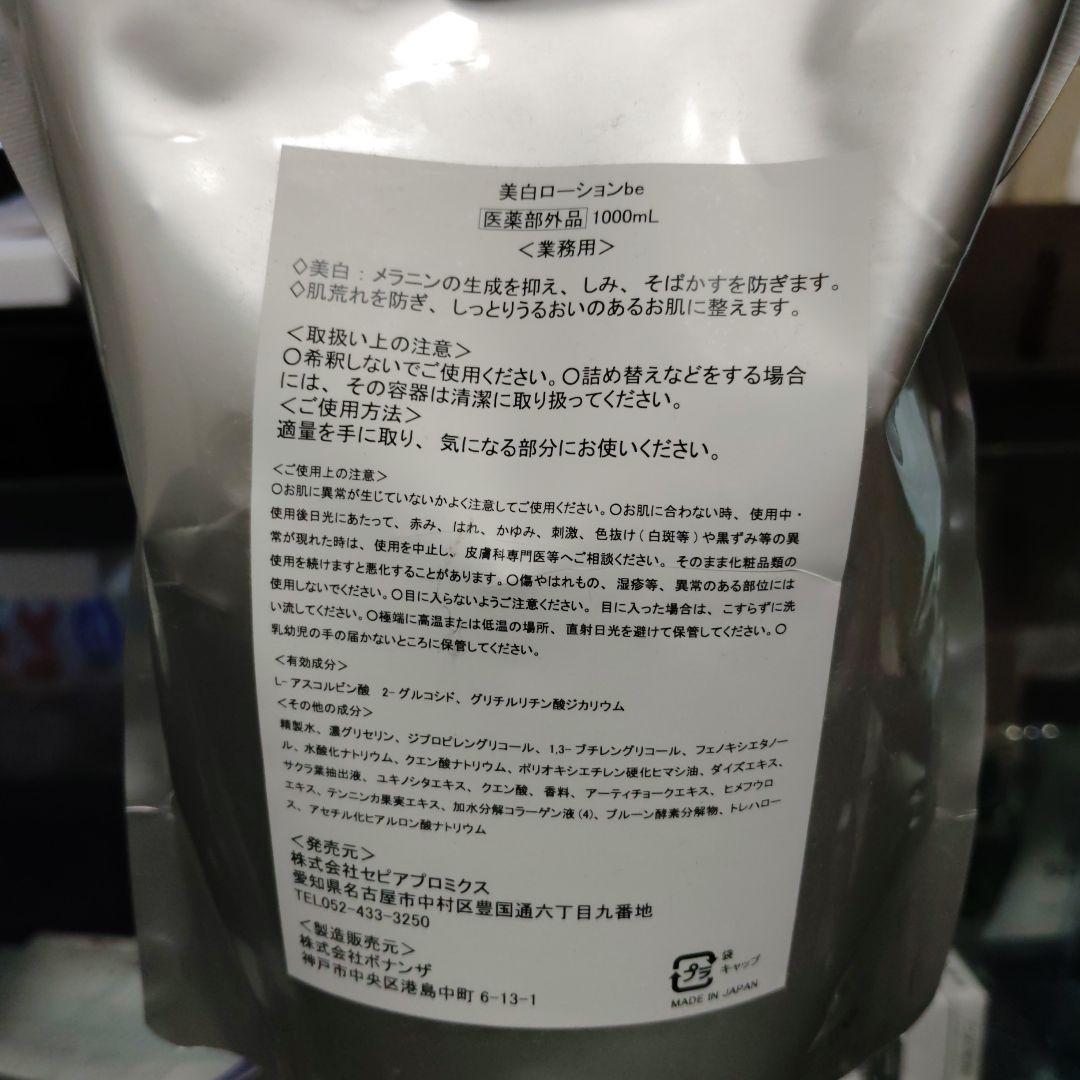 美白ローションbe
医薬部外品 1000mL
＜業務用＞
◇美白：メラニンの生成を抑え、しみ、そばかすを防ぎます。
◇肌荒れを防ぎ、しっとりうるおいのあるお肌に整えます。
＜取扱い上の注意＞
〇希釈しないでご使用ください。〇詰め替えなどをする場合
には、その容器は清潔に取り扱ってください。
＜ご使用方法＞
適量を手に取り、気になる部分にお使いください。
＜ご使用上の注意＞
〇お肌に異常が生じていないかよく注意してご使用ください。〇お肌に合わない時、使用中・
使用後日光にあたって、赤み、はれ、かゆみ、刺激、色抜け(白斑等)や黒ずみ等の異
常が現れた時は、使用を中止し、皮膚科専門医等へご相談ください。そのまま化粧品類の
使用を続けますと悪化することがあります。〇傷やはれもの、湿疹等、異常のある部位には
使用しないでください。〇目に入らないようご注意ください。目に入った場合は、こすらずに洗
い流してください。〇極端に高温または低温の場所、直射日光を避けて保管してください。〇
乳幼児の手の届かないところに保管してください。
＜有効成分＞
L-アスコルビン酸 2-グルコシド、グリチルリチン酸ジカリウム
＜その他の成分＞
精製水、濃グリセリン、ジプロピレングリコール、1,3-ブチレングリコール、フェノキシエタノー
ル、水酸化ナトリウム、クエン酸ナトリウム、ポリオキシエチレン硬化ヒマシ油、ダイズエキス、
サクラ葉抽出液、ユキノシタエキス、クエン酸、香料、アーティチョークエキス、ヒメフウロ
エキス、テンニンカ果実エキス、加水分解コラーゲン液(4)、プルーン酵素分解物、トレハロー
ス、アセチル化ヒアルロン酸ナトリウム
＜発売元＞
株式会社セピアプロミクス
愛知県名古屋市中村区豊国通六丁目九番地
TEL052-433-3250
＜製造販売元＞
株式会社ボナンザ
神戸市中央区港島中町6-13-1
プラ
袋
キャップ
MADE IN JAPAN